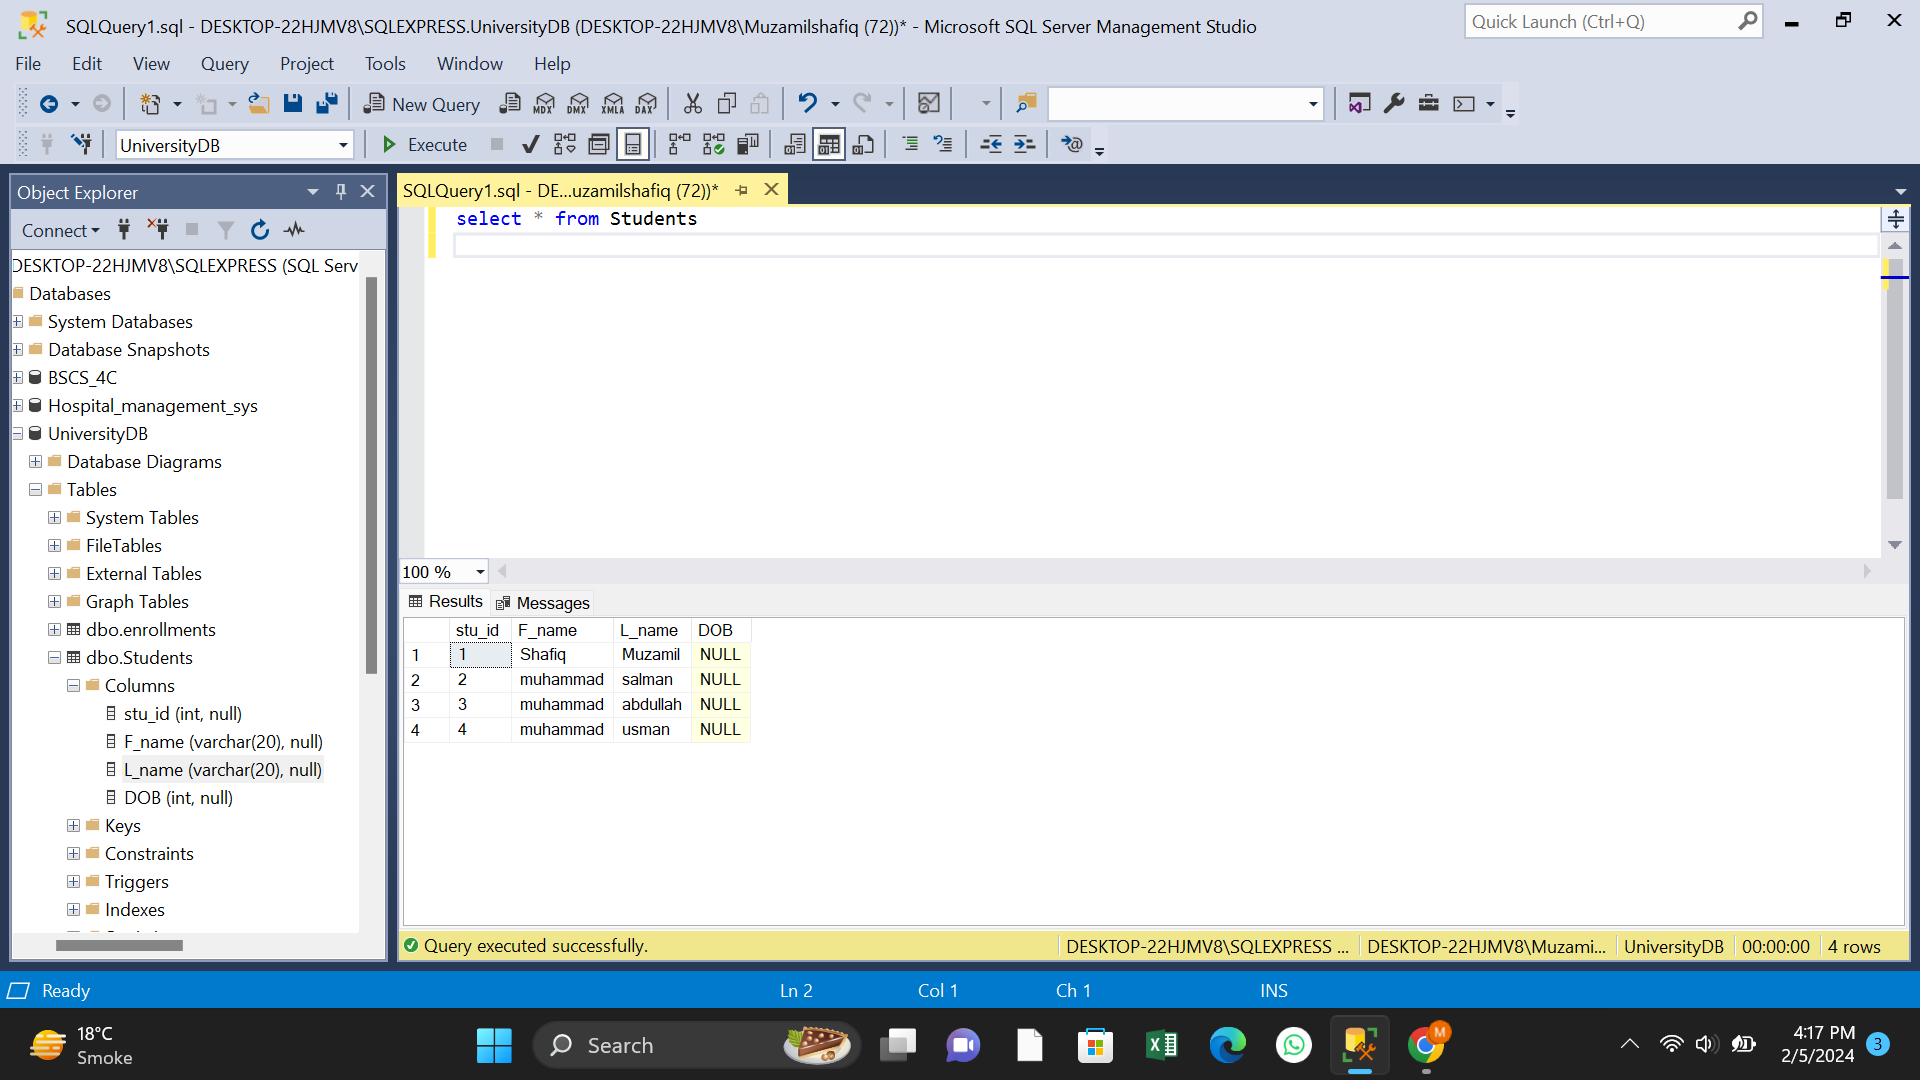 SQLQuery1.sql - DESKTOP-22HJMV8\SQLEXPRESS.UniversityDB (DESKTOP-22HJMV8\Muzamilshafiq (72))* - Microsoft SQL Server Management Studio
Quick Launch (Ctrl+Q)
File Edit View Query Project Tools Window Help
New Query MDX DMX XMLA DAX
UniversityDB Execute
Object Explorer
SQLQuery1.sql - DE...uzamilshafiq (72))*
Connect
select * from Students
DESKTOP-22HJMV8\SQLEXPRESS (SQL Serv
Databases
System Databases
Database Snapshots
BSCS_4C
Hospital_management_sys
UniversityDB
Database Diagrams
Tables
System Tables
FileTables
External Tables
Graph Tables
dbo.enrollments
dbo.Students
Columns
stu_id (int, null)
F_name (varchar(20), null)
L_name (varchar(20), null)
DOB (int, null)
Keys
Constraints
Triggers
Indexes
100 %
Results Messages
stu_id F_name L_name DOB
1 1 Shafiq Muzamil NULL
2 2 muhammad salman NULL
3 3 muhammad abdullah NULL
4 4 muhammad usman NULL
Query executed successfully. DESKTOP-22HJMV8\SQLEXPRESS ... DESKTOP-22HJMV8\Muzami... UniversityDB 00:00:00 4 rows
Ready Ln 2 Col 1 Ch 1 INS
18°C
Smoke
Search
M
4:17 PM
2/5/2024
3